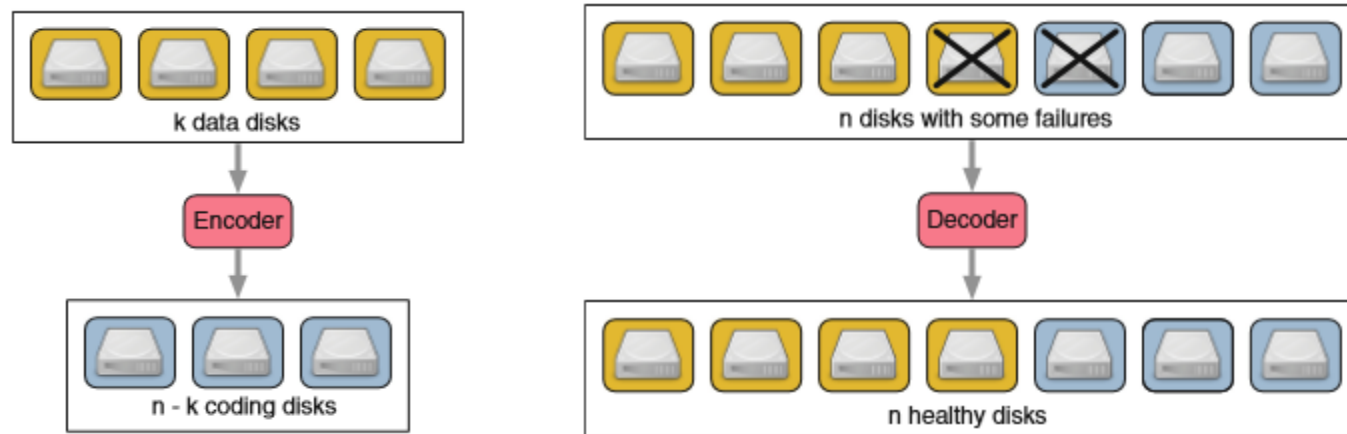 k data disks
Encoder
n - k coding disks
n disks with some failures
Decoder
n healthy disks